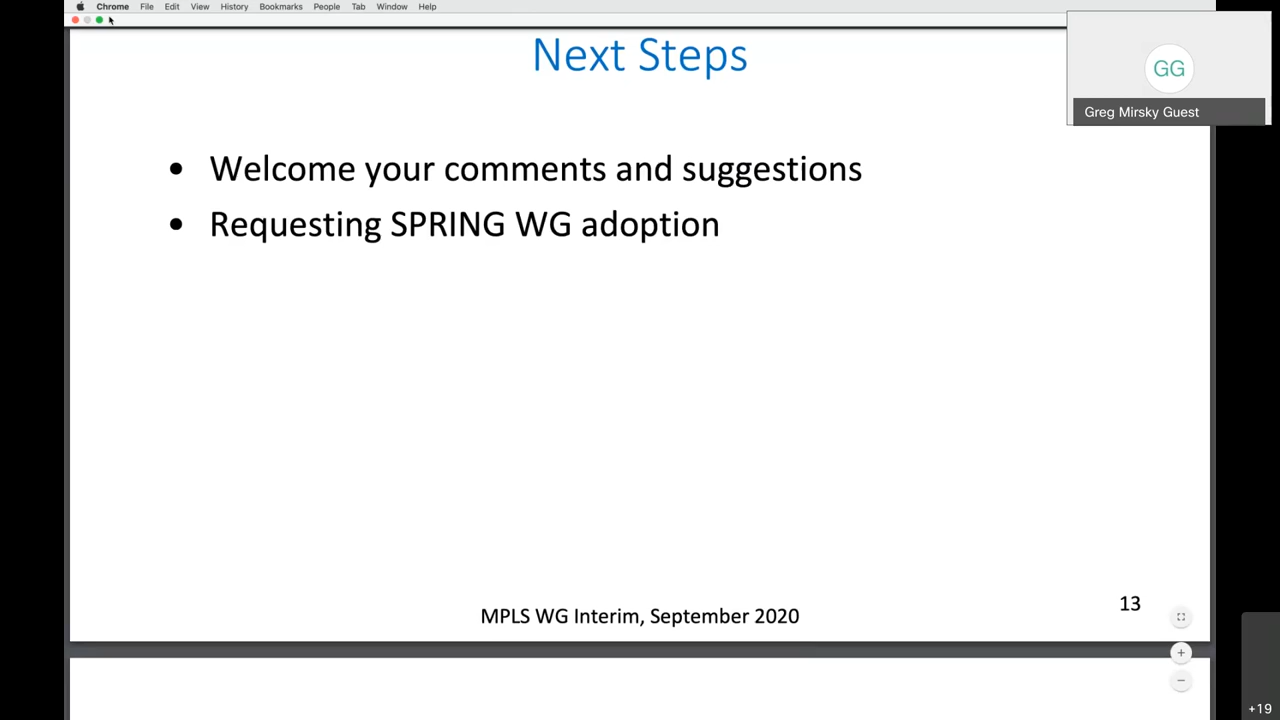 Chrome File Edit View History Bookmarks People Tab Window Help
Next Steps
GG
Greg Mirsky Guest
• Welcome your comments and suggestions
• Requesting SPRING WG adoption
13
MPLS WG Interim, September 2020
+
−
+19